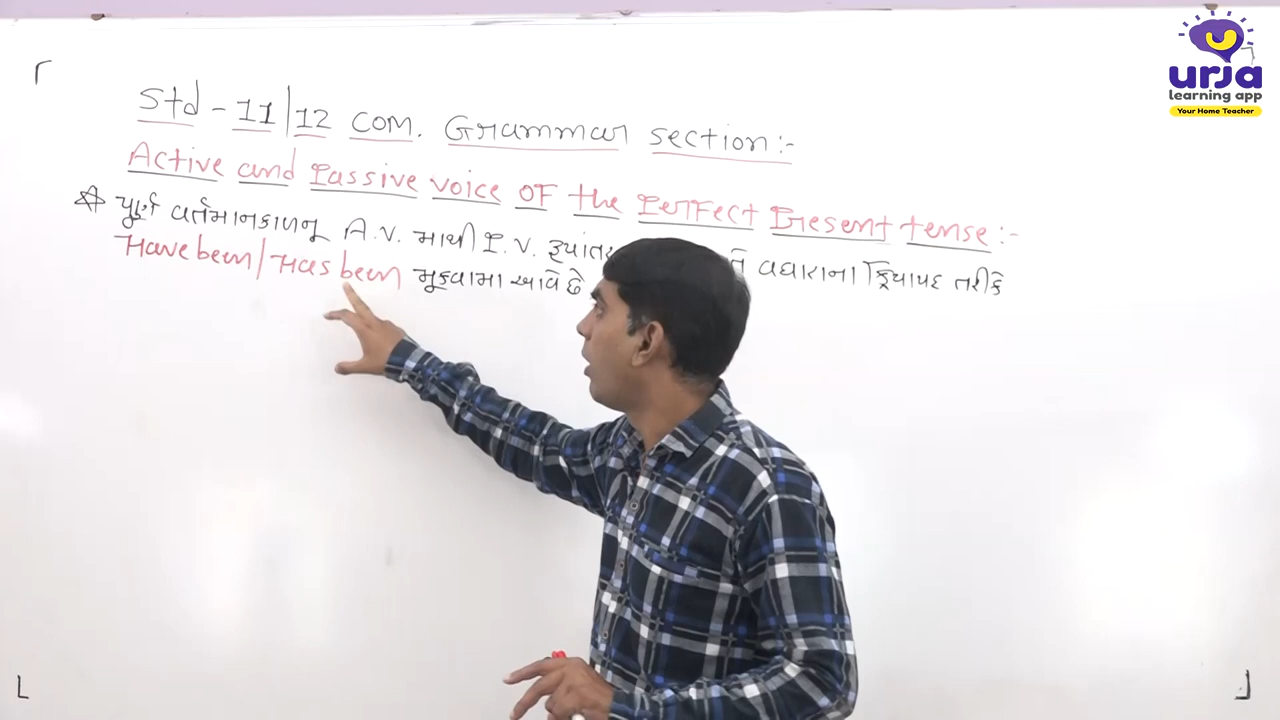 urja
learning app
Your Home Teacher
Std - 11/12 com. Grammar section:-
Active and Passive voice OF the Perfect Present tense:-
પૂર્ણ વર્તમાનકાળનૂ A.V. માથી P.V. રૂપાંતર વધારાના ક્રિયાપદ તરીકે
Have been/Has been મૂકવામા આવે છે